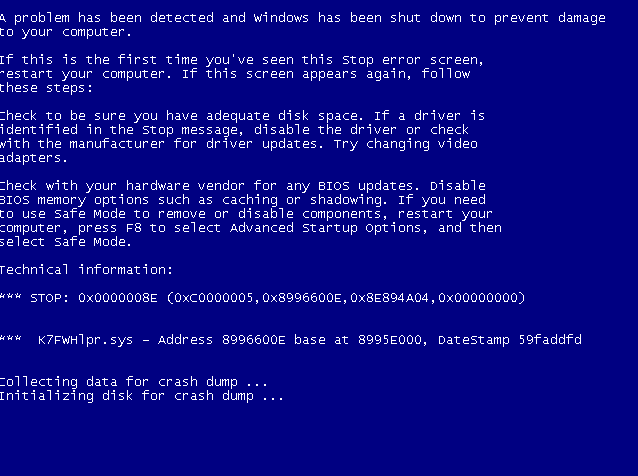 A problem has been detected and Windows has been shut down to prevent damage
to your computer.
If this is the first time you've seen this Stop error screen,
restart your computer. If this screen appears again, follow
these steps:
Check to be sure you have adequate disk space. If a driver is
identified in the Stop message, disable the driver or check
with the manufacturer for driver updates. Try changing video
adapters.
Check with your hardware vendor for any BIOS updates. Disable
BIOS memory options such as caching or shadowing. If you need
to use Safe Mode to remove or disable components, restart your
computer, press F8 to select Advanced Startup Options, and then
select Safe Mode.
Technical information:
*** STOP: 0x0000008E (0xC0000005,0x8996600E,0x8E894A04,0x00000000)
***  K7FWHlpr.sys - Address 8996600E base at 8995E000, DateStamp 59faddfd
Collecting data for crash dump ...
Initializing disk for crash dump ...